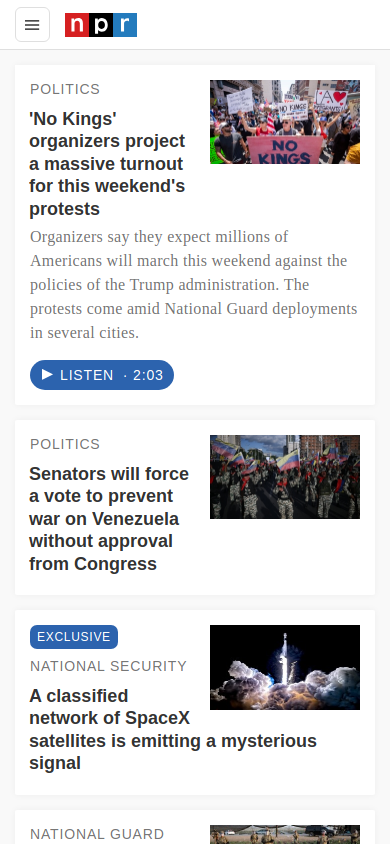 npr
POLITICS
'No Kings'
organizers project
a massive turnout
for this weekend's
protests
NO
KINGS
Organizers say they expect millions of
Americans will march this weekend against the
policies of the Trump administration. The
protests come amid National Guard deployments
in several cities.
LISTEN · 2:03
POLITICS
Senators will force
a vote to prevent
war on Venezuela
without approval
from Congress
EXCLUSIVE
NATIONAL SECURITY
A classified
network of SpaceX
satellites is emitting a mysterious
signal
NATIONAL GUARD